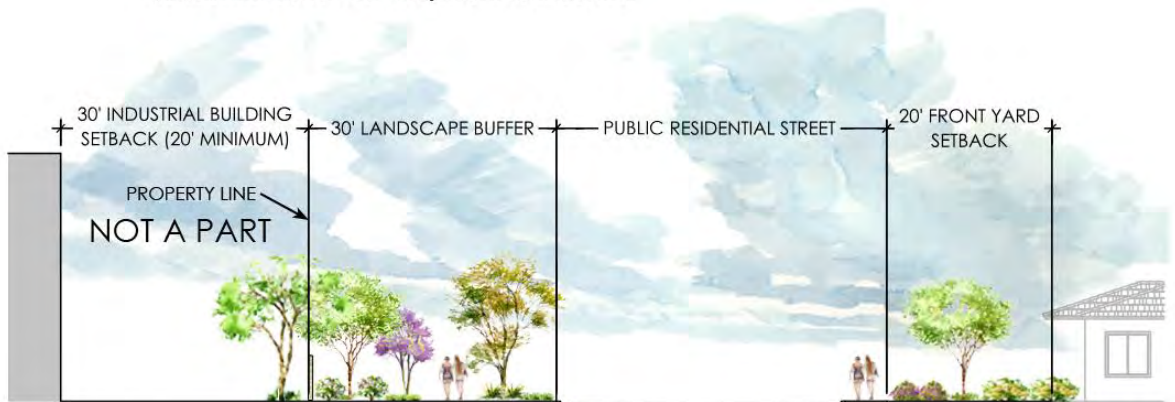 30' INDUSTRIAL BUILDING
SETBACK (20' MINIMUM)
30' LANDSCAPE BUFFER
PUBLIC RESIDENTIAL STREET
20' FRONT YARD
SETBACK
PROPERTY LINE
NOT A PART